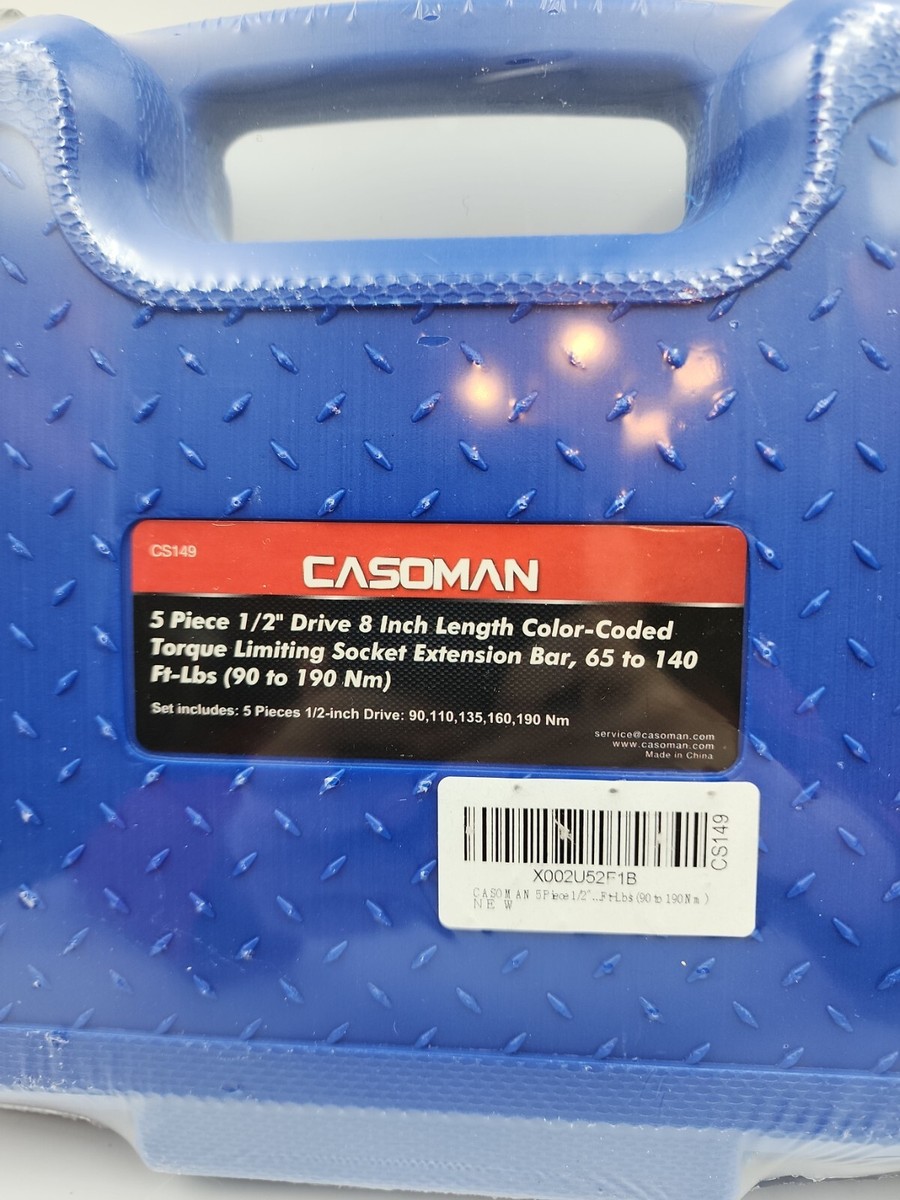 CS149
CASOMAN
5 Piece 1/2" Drive 8 Inch Length Color-Coded
Torque Limiting Socket Extension Bar, 65 to 140
Ft-Lbs (90 to 190 Nm)
Set includes: 5 Pieces 1/2-inch Drive: 90,110,135,160,190 Nm
service@casoman.com
www.casoman.com
Made in China
CS149
X002U52F1B
CASOMAN 5 Piece 1/2"...Ft-Lbs (90 to 190 Nm)
NEW